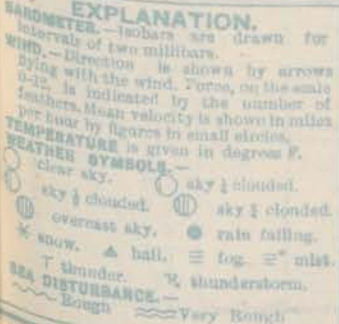 EXPLANATION.
BAROMETER.—Isobars are drawn for
intervals of two millibars.
WIND.—Direction is shown by arrows
flying with the wind. Force, on the scale
0-12, is indicated by the number of
feathers. Mean velocity is shown in miles
per hour by figures in small circles.
TEMPERATURE is given in degrees F.
WEATHER SYMBOLS.—
clear sky. sky ¼ clouded.
sky ½ clouded. sky ¾ clouded.
overcast sky. rain falling.
snow. hail. fog. mist.
thunder. thunderstorm.
SEA DISTURBANCE.—
Rough Very Rough